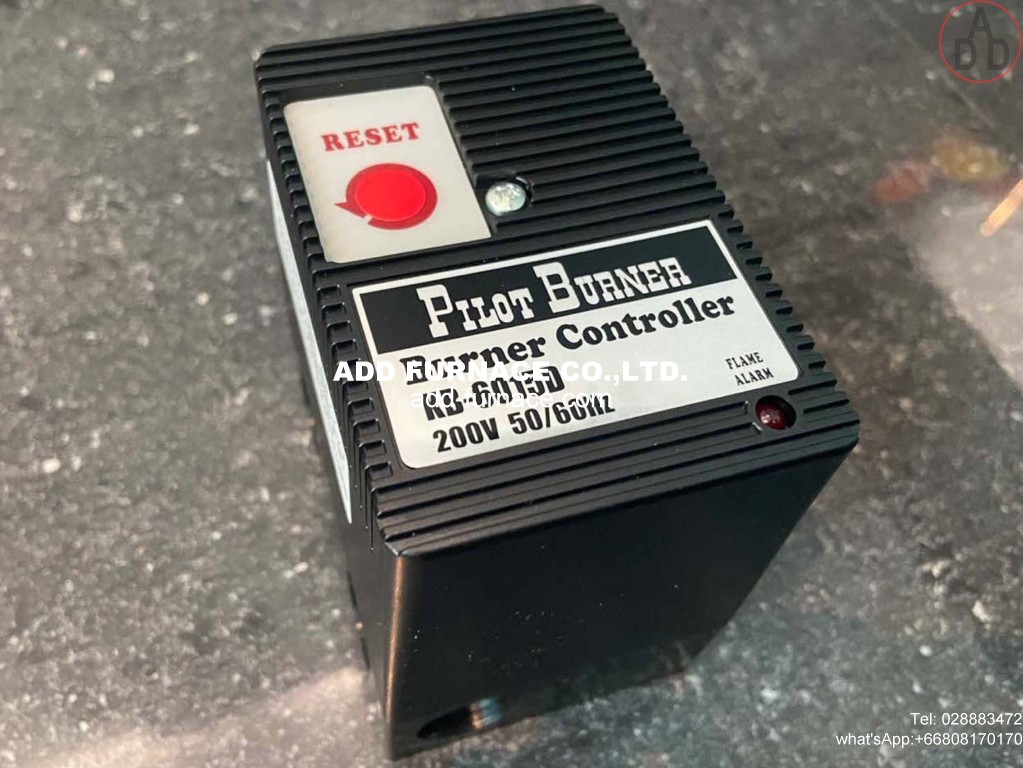 ADD
RESET
PILOT BURNER
Burner Controller
FLAME
ALARM
200V 50/60Hz
ADD FURNACE CO.,LTD.
add-furnace.com
Tel: 028883472
what'sApp:+66808170170